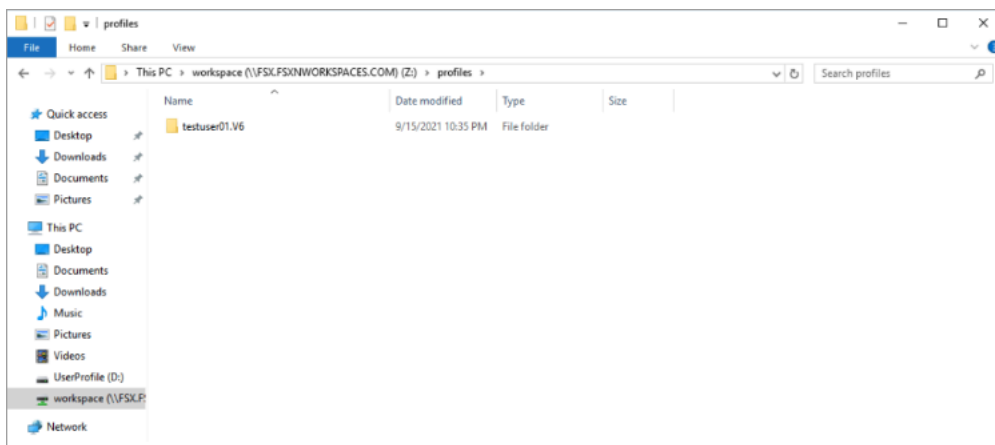 profiles
File Home Share View
This PC > workspace (\\FSX.FSXNWORKSPACES.COM) (Z:) > profiles >
Search profiles
Name Date modified Type Size
testuser01.V6 9/15/2021 10:35 PM File folder
Quick access
Desktop
Downloads
Documents
Pictures
This PC
Desktop
Documents
Downloads
Music
Pictures
Videos
UserProfile (D:)
workspace (\\FSX.F
Network